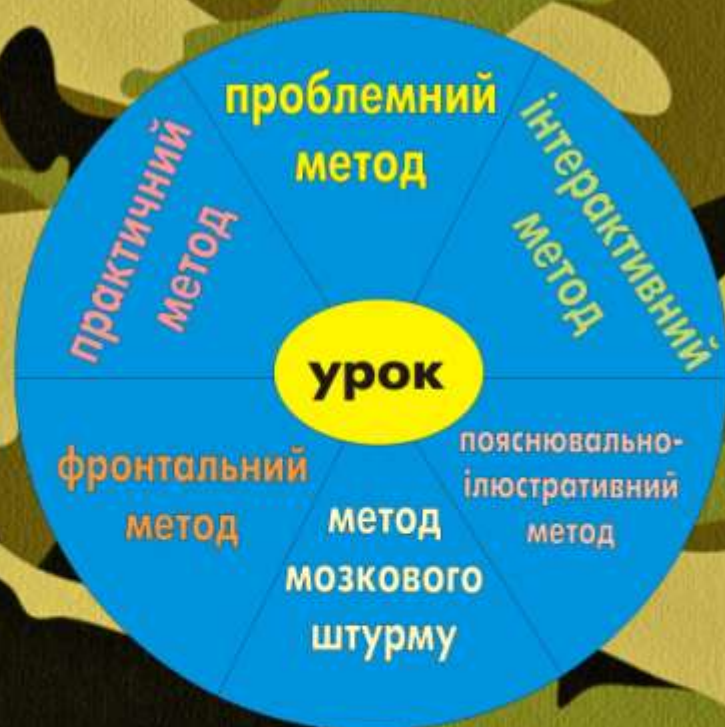 проблемний
метод
інтерактивний
метод
пояснювально-
ілюстративний
метод
метод
мозкового
штурму
фронтальний
метод
практичний
метод
урок